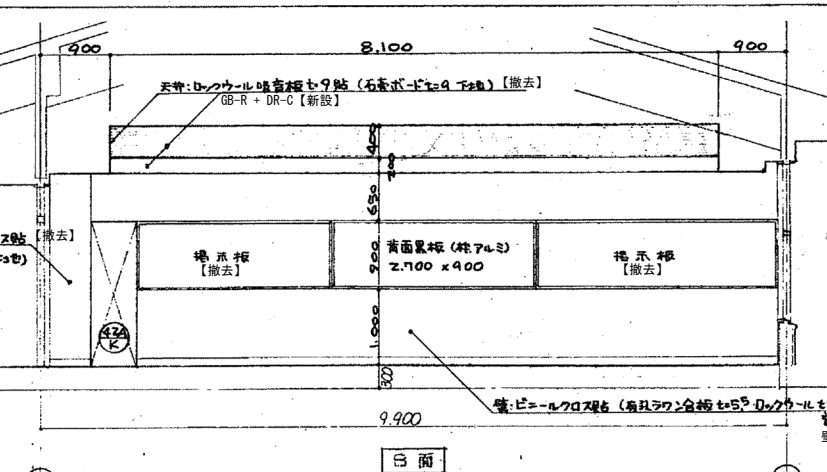 900
8.100
900
天井:ロックウール吸音板 t=9 貼 (石膏ボード t=9 下地)【撤去】
GB-R + DR-C【新設】
400
200
650
ス貼【撤去】
掲示板
【撤去】
900
背面黒板 (枠アルミ)
2.700 x 900
掲示板
【撤去】
K
1.000
300
壁:ビニールクロス貼 (有孔ラワン合板 t=5.5 ロックウール t
9.900
B 面